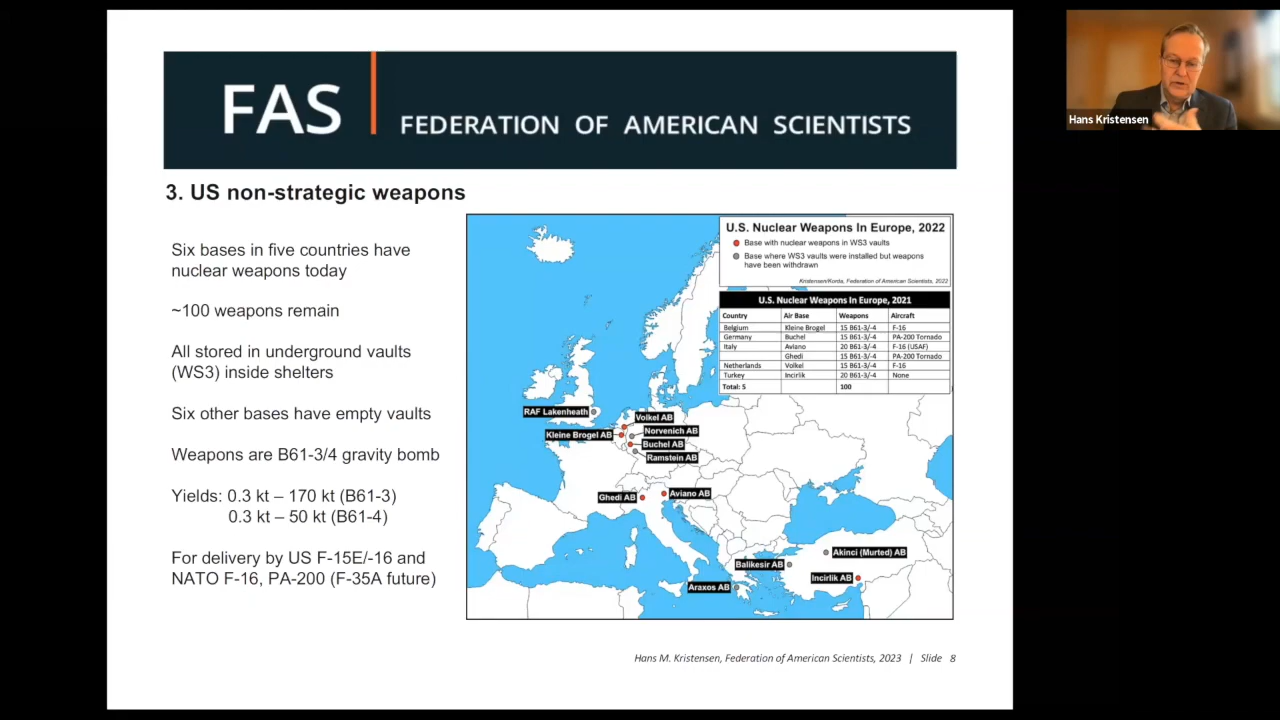 FAS
FEDERATION OF AMERICAN SCIENTISTS
Hans Kristensen
3. US non-strategic weapons
Six bases in five countries have
nuclear weapons today
~100 weapons remain
All stored in underground vaults
(WS3) inside shelters
Six other bases have empty vaults
Weapons are B61-3/4 gravity bomb
Yields: 0.3 kt – 170 kt (B61-3)
0.3 kt – 50 kt (B61-4)
For delivery by US F-15E/-16 and
NATO F-16, PA-200 (F-35A future)
U.S. Nuclear Weapons In Europe, 2022
Base with nuclear weapons in WS3 vaults
Base where WS3 vaults were installed but weapons
have been withdrawn
Kristensen/Korda, Federation of American Scientists, 2022
U.S. Nuclear Weapons In Europe, 2021
Country Air Base Weapons Aircraft
Belgium Kleine Brogel 15 B61-3/-4 F-16
Germany Buchel 15 B61-3/-4 PA-200 Tornado
Italy Aviano 20 B61-3/-4 F-16 (USAF)
Ghedi 15 B61-3/-4 PA-200 Tornado
Netherlands Volkel 15 B61-3/-4 F-16
Turkey Incirlik 20 B61-3/-4 None
Total: 5 100
RAF Lakenheath
Volkel AB
Norvenich AB
Kleine Brogel AB
Buchel AB
Ramstein AB
Ghedi AB
Aviano AB
Akinci (Murted) AB
Balikesir AB
Incirlik AB
Araxos AB
Hans M. Kristensen, Federation of American Scientists, 2023 | Slide 8